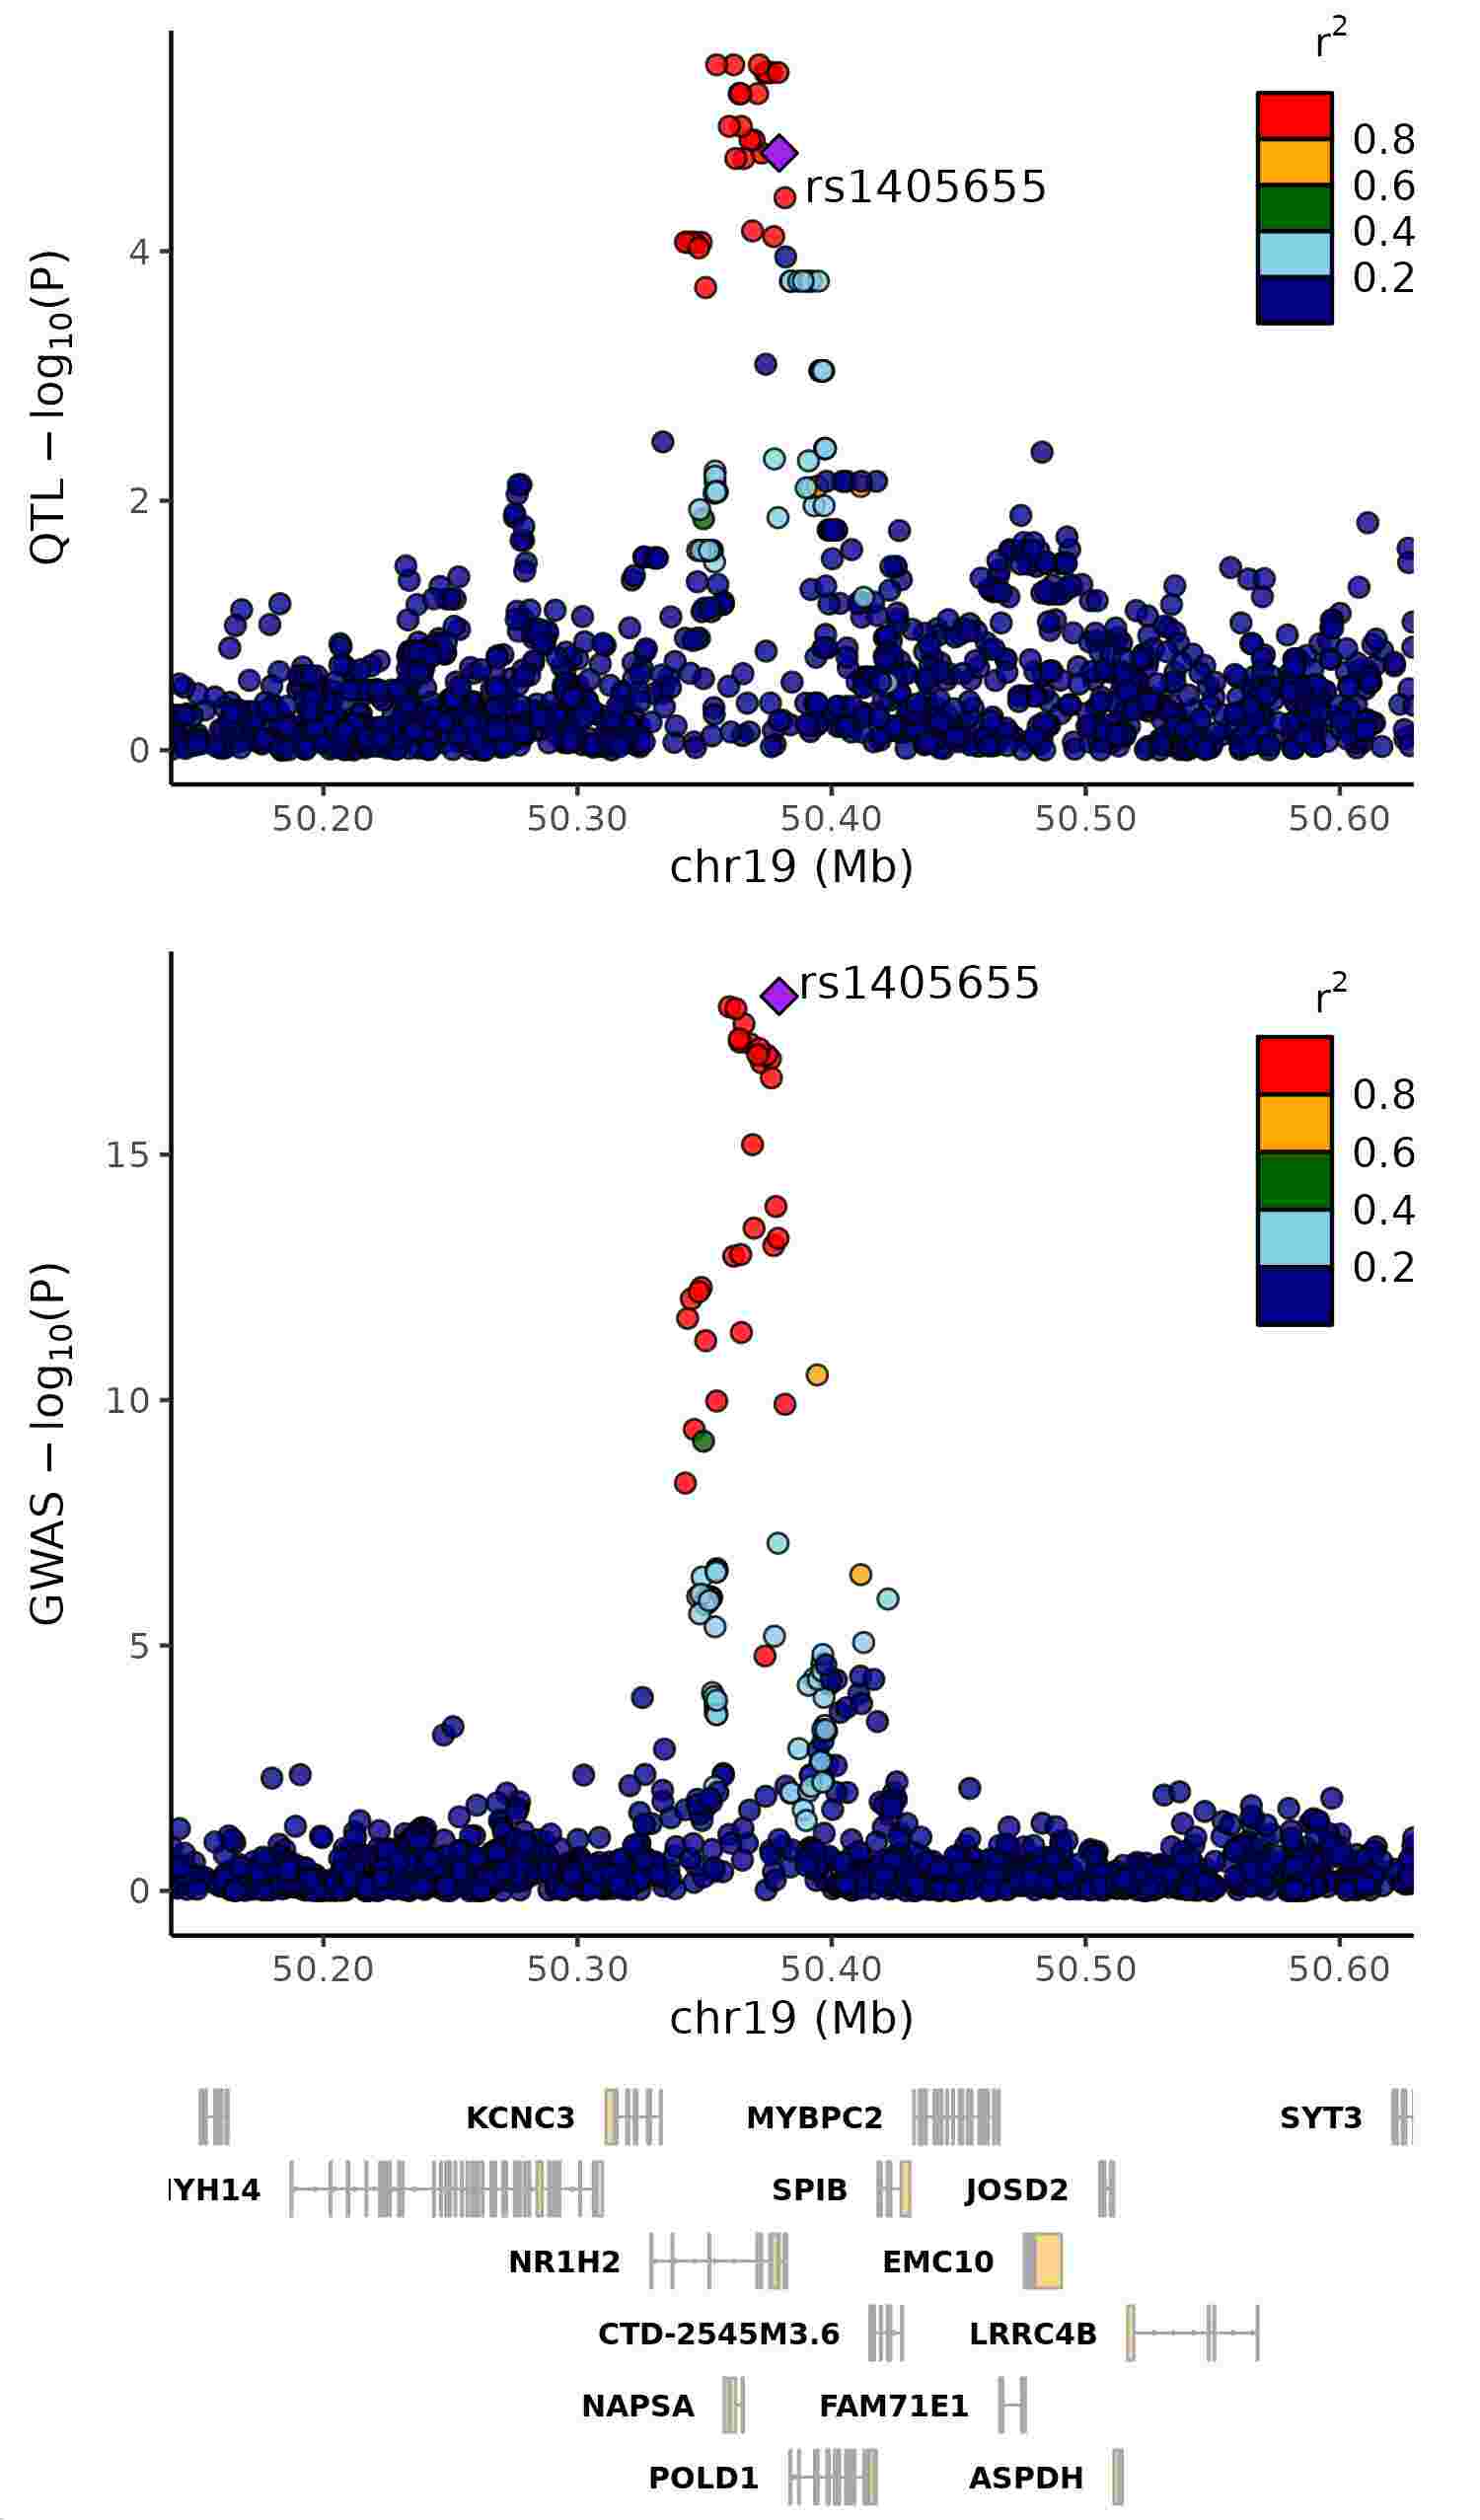 r²
0.8
0.6
0.4
0.2
rs1405655
QTL −log₁₀(P)
4
2
0
50.20 50.30 50.40 50.50 50.60
chr19 (Mb)
rs1405655
r²
0.8
0.6
0.4
0.2
GWAS −log₁₀(P)
15
10
5
0
50.20 50.30 50.40 50.50 50.60
chr19 (Mb)
KCNC3 MYBPC2 SYT3
YH14 SPIB JOSD2
NR1H2 EMC10
CTD-2545M3.6 LRRC4B
NAPSA FAM71E1
POLD1 ASPDH